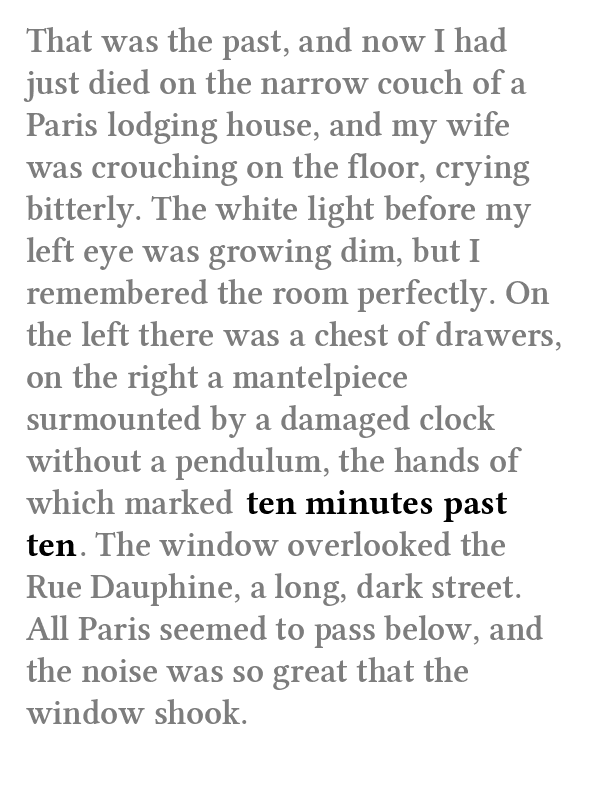 That was the past, and now I had
just died on the narrow couch of a
Paris lodging house, and my wife
was crouching on the floor, crying
bitterly. The white light before my
left eye was growing dim, but I
remembered the room perfectly. On
the left there was a chest of drawers,
on the right a mantelpiece
surmounted by a damaged clock
without a pendulum, the hands of
which marked ten minutes past
ten. The window overlooked the
Rue Dauphine, a long, dark street.
All Paris seemed to pass below, and
the noise was so great that the
window shook.